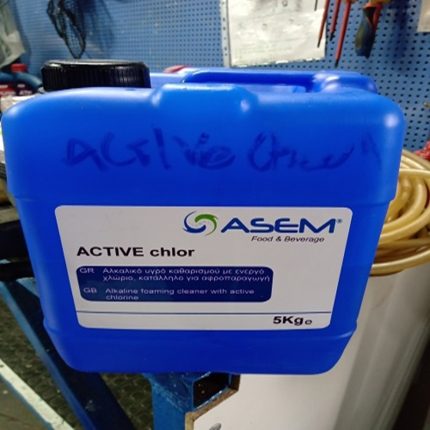 Active Chlor
ASEM®
Food & Beverage
ACTIVE chlor
GR Αλκαλικό υγρό καθαρισμού με ενεργό
χλώριο, κατάλληλο για αφροπαραγωγή
GB Alkaline foaming cleaner with active
chlorine
5Kg e